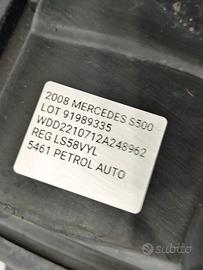 2008 MERCEDES S500
LOT 91989335
WDD2210712A248962
REG LS58VYL
5461 PETROL AUTO
subito